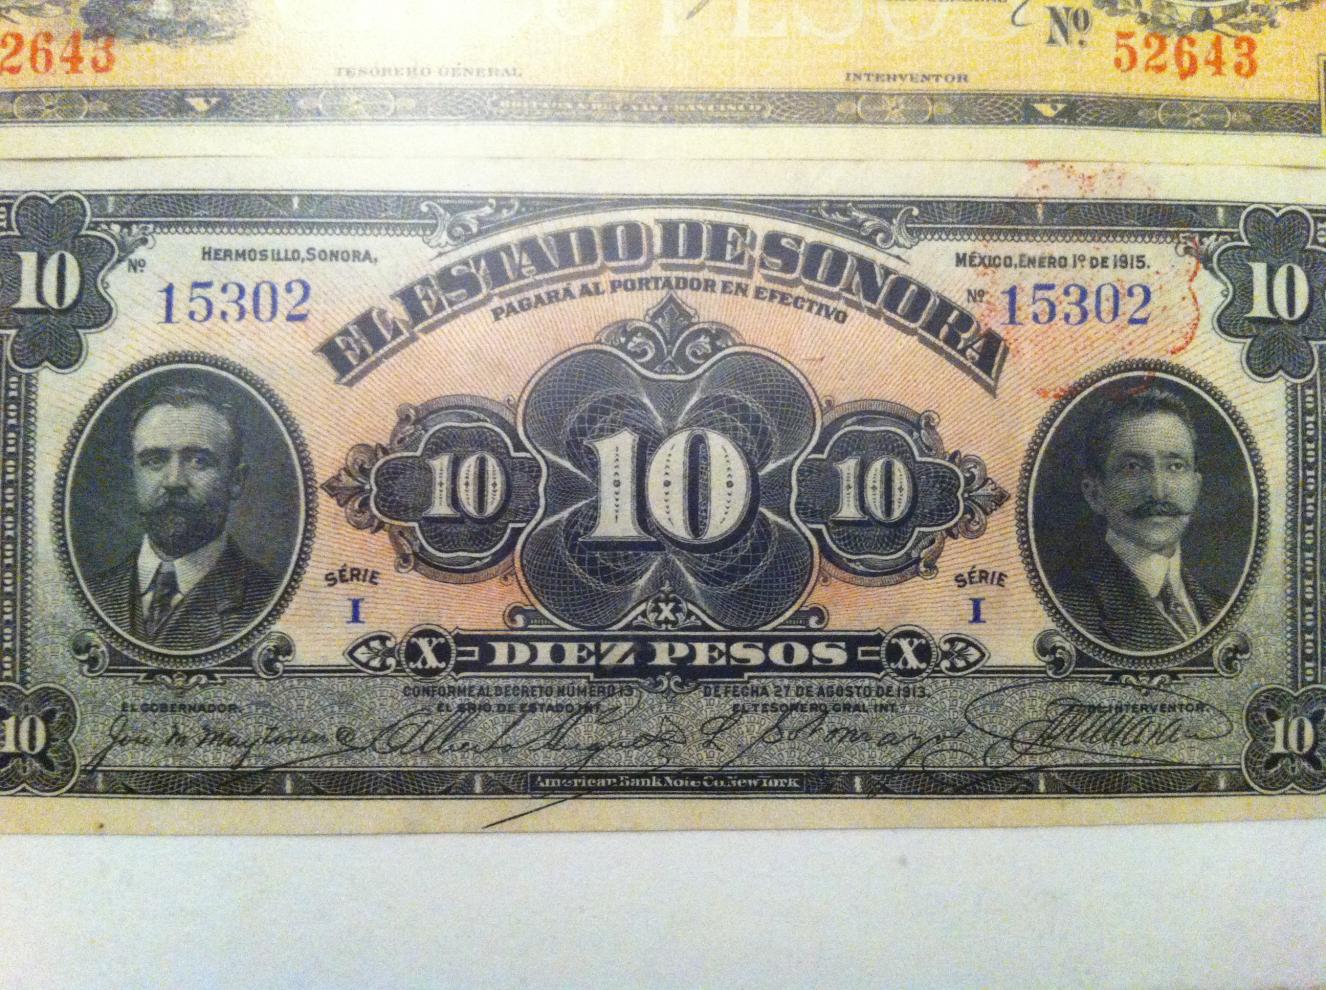 52643
Nº 52643
TESORERO GENERAL
INTERVENTOR
V V
10 10
EL ESTADO DE SONORA
PAGARÁ AL PORTADOR EN EFECTIVO
HERMOSILLO, SONORA,
MÉXICO, ENERO 1º DE 1915.
Nº 15302
Nº 15302
10 10 10
SÉRIE
I
SÉRIE
I
X
X DIEZ PESOS X
CONFORME AL DECRETO NÚMERO 13 DE FECHA 27 DE AGOSTO DE 1913.
EL GOBERNADOR. EL SRIO DE ESTADO INT. EL TESORERO GRAL INT. EL INTERVENTOR.
10 10
American Bank Note Co. New York